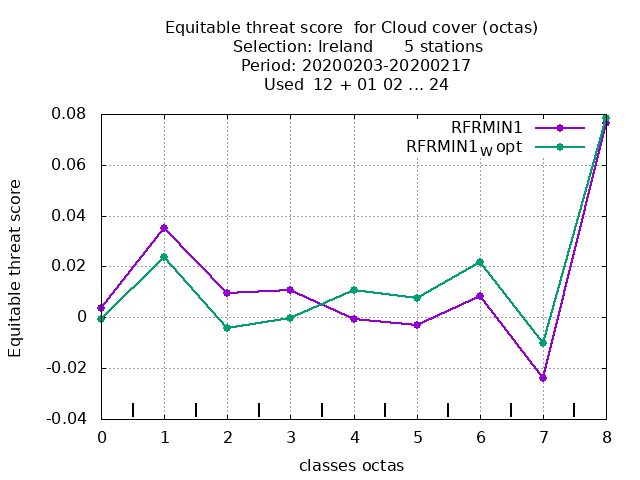 Equitable threat score  for Cloud cover (octas)
Selection: Ireland      5 stations
Period: 20200203-20200217
Used  12 + 01 02 ... 24
RFRMIN1
RFRMIN1W opt
0.08
0.06
0.04
0.02
0
-0.02
-0.04
Equitable threat score
0 1 2 3 4 5 6 7 8
classes octas